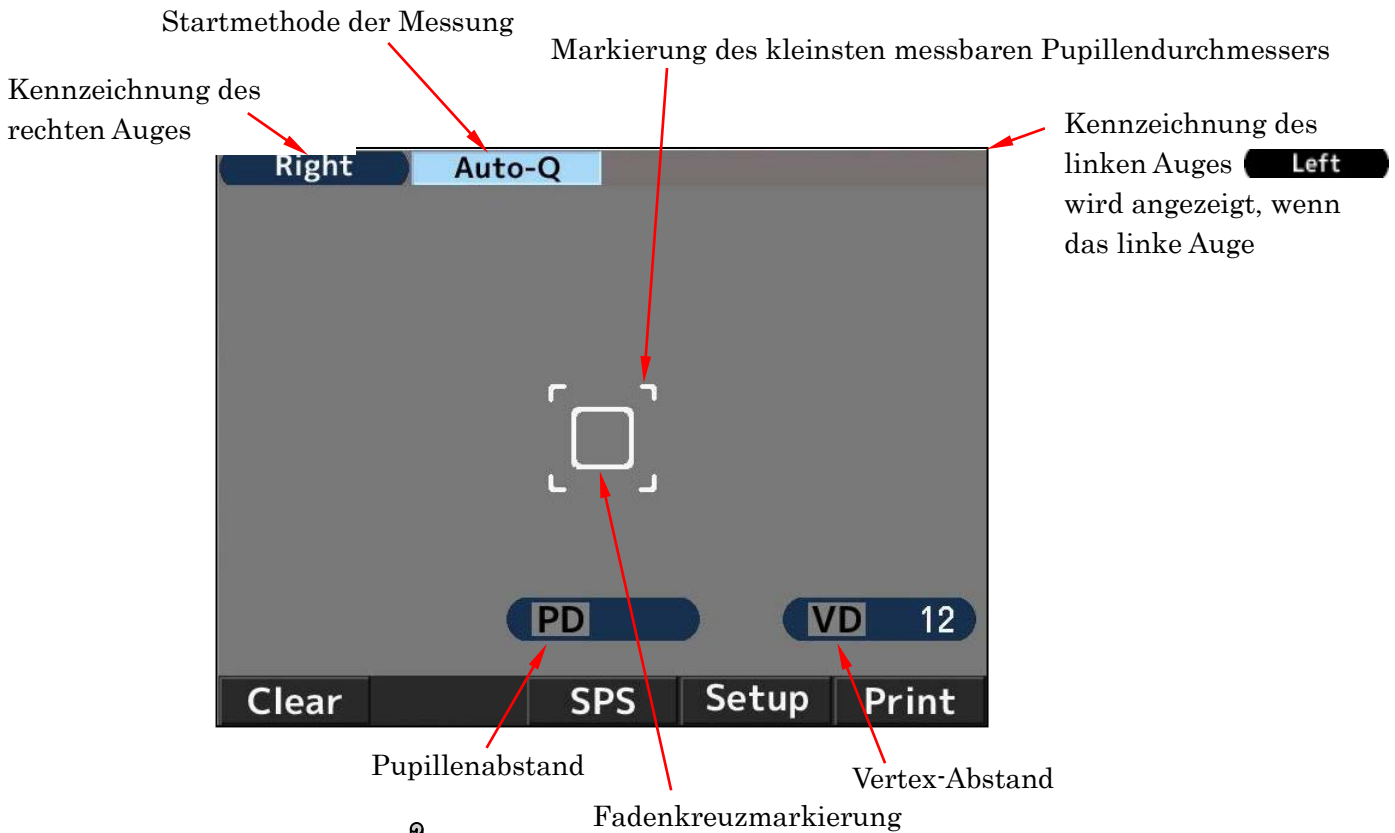 Startmethode der Messung
Markierung des kleinsten messbaren Pupillendurchmessers
Kennzeichnung des
rechten Auges
Kennzeichnung des
linken Auges Left
wird angezeigt, wenn
das linke Auge
Right Auto-Q
PD VD 12
Clear SPS Setup Print
Pupillenabstand
Vertex-Abstand
Fadenkreuzmarkierung